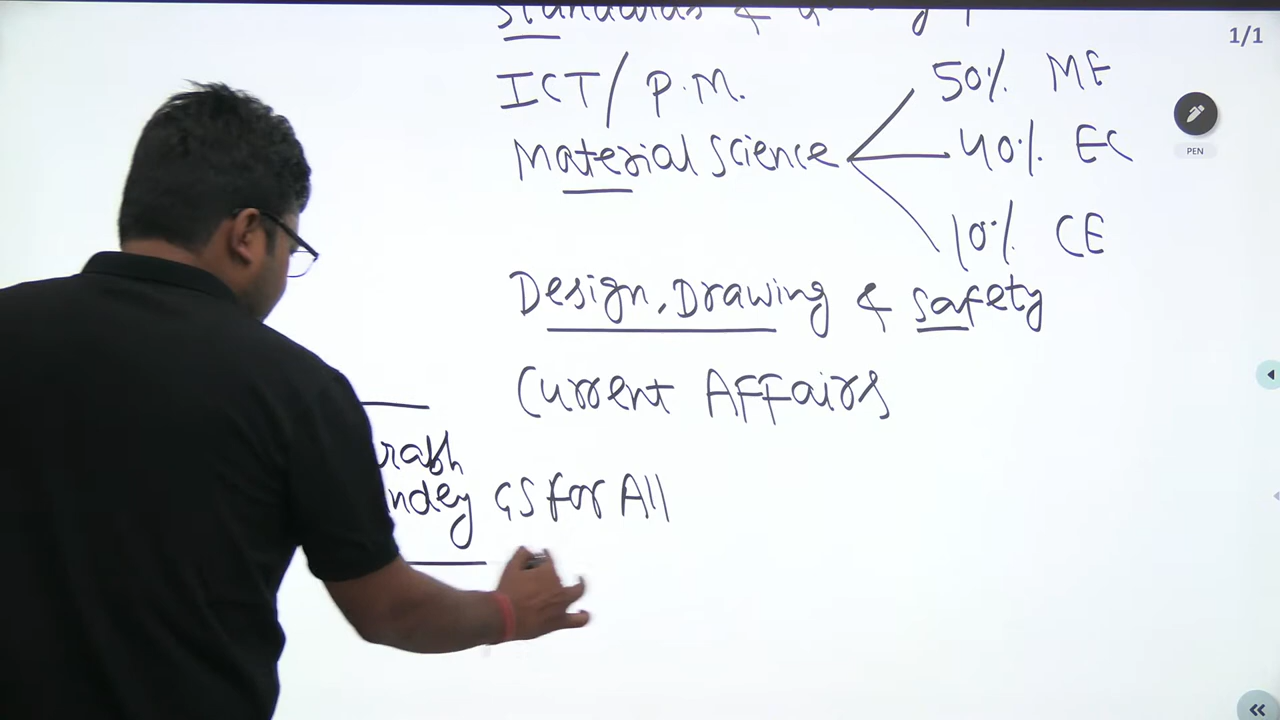 1/1
ICT/ P.M.
PEN
Material Science
50% ME
40% EC
10% CE
Design, Drawing & safety
Current AFFairs
GS for All